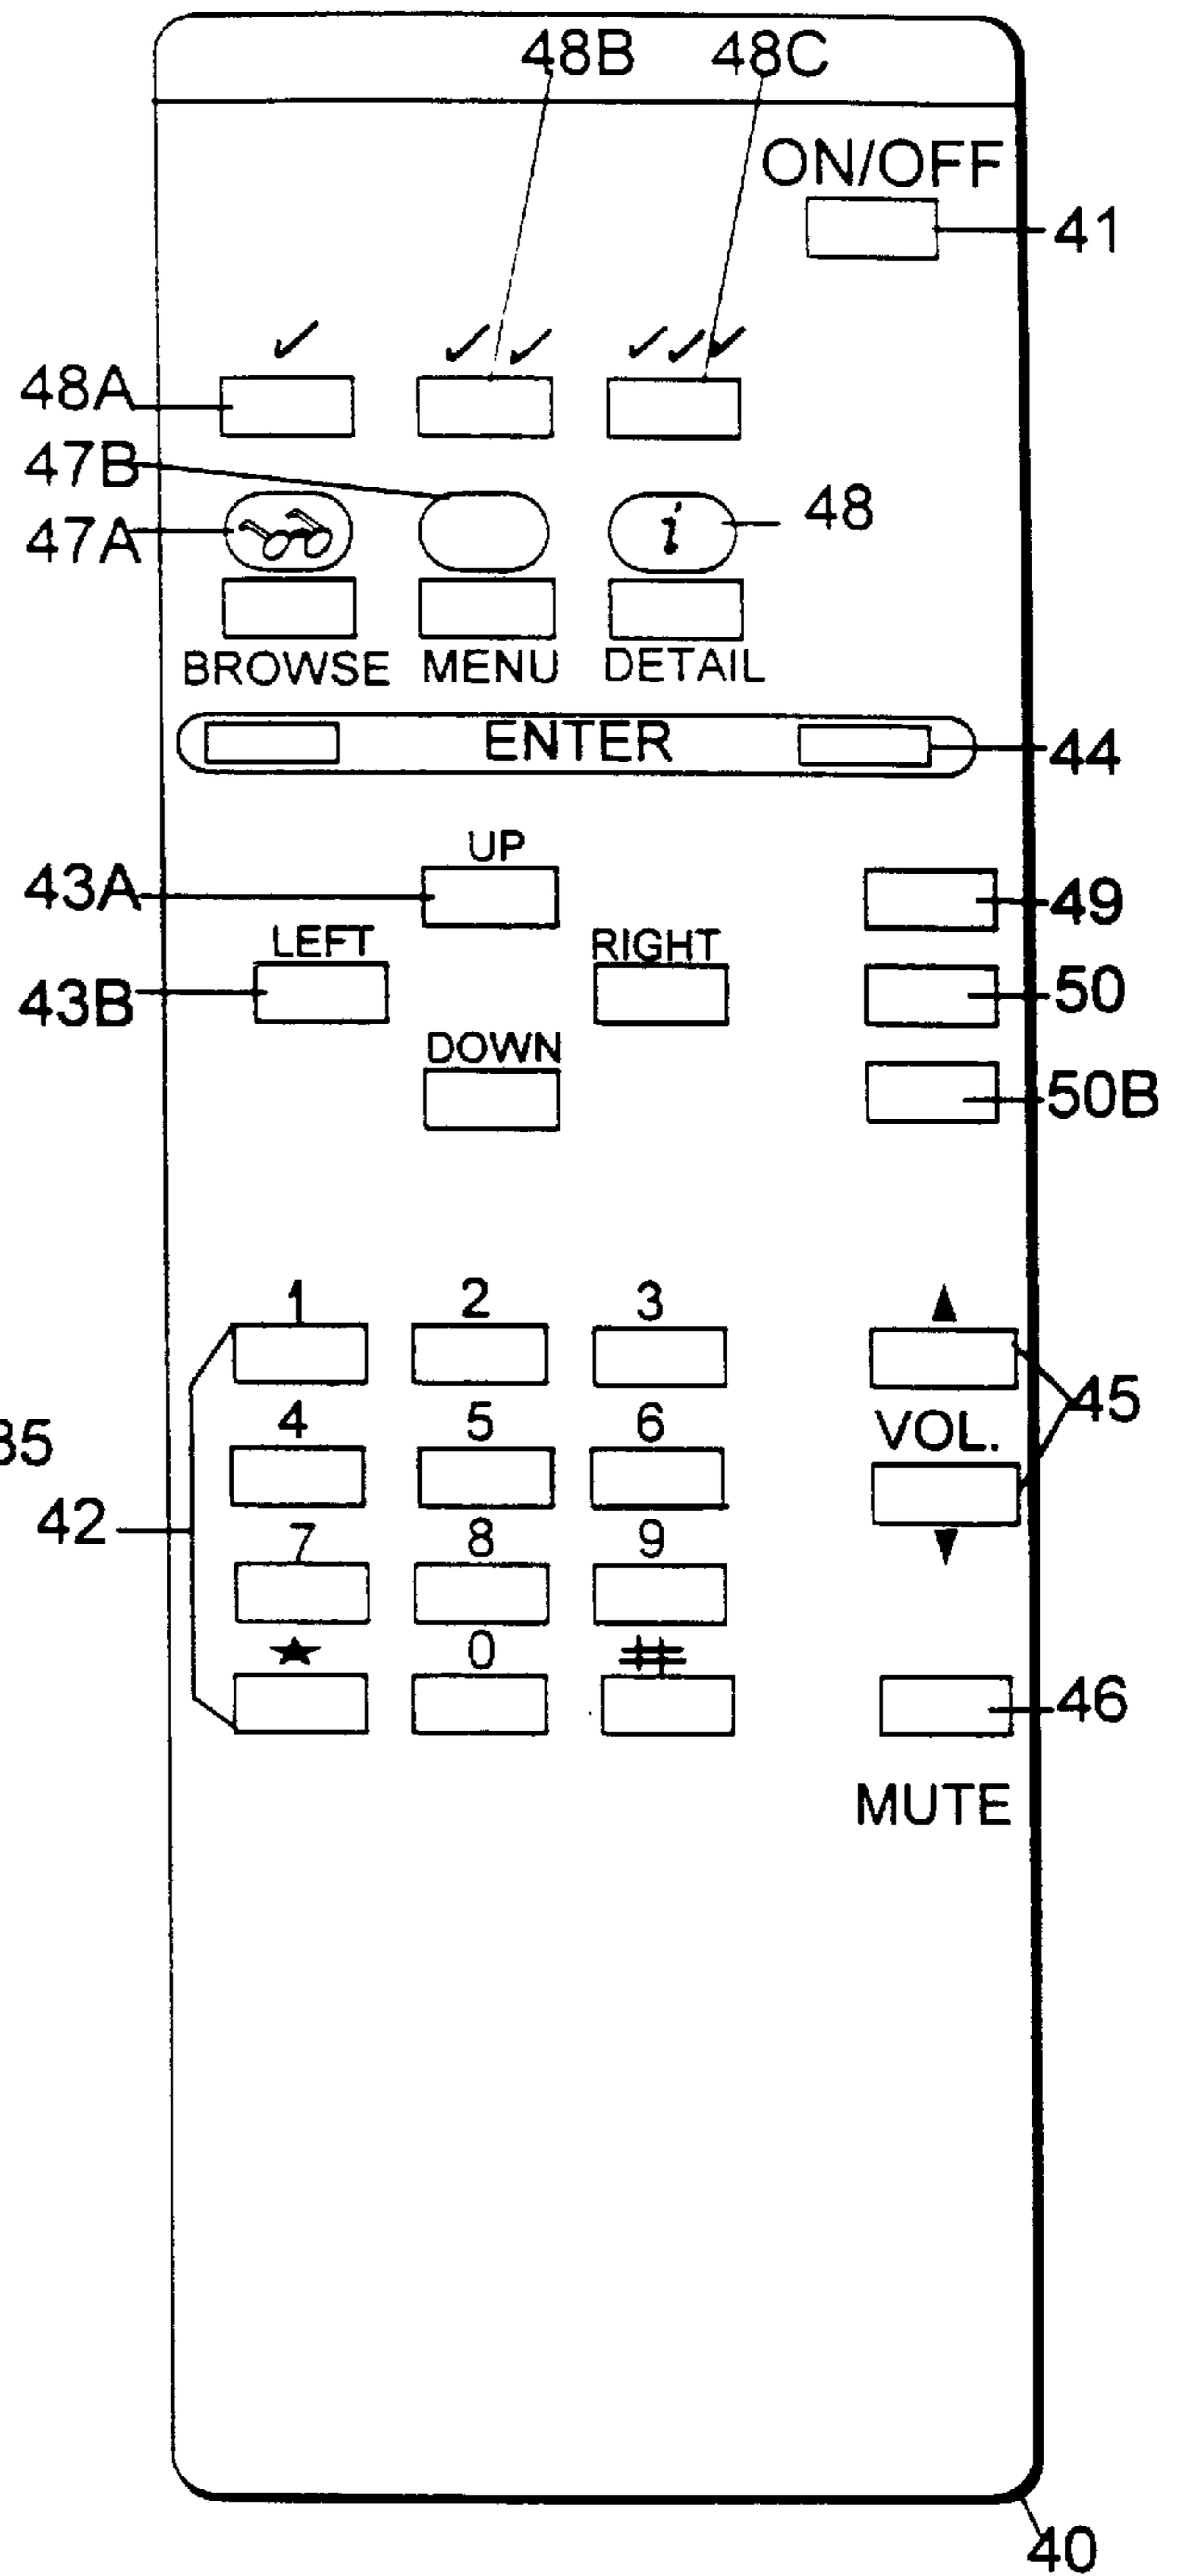 48B 48C
ON/OFF
41
✓ ✓✓ ✓✓✓
48A
47B
47A i 48
BROWSE MENU DETAIL
ENTER 44
UP
43A 49
LEFT RIGHT
43B 50
DOWN
50B
1 2 3 ▲
45
4 5 6 VOL.
35
42
7 8 9 ▼
★ 0 #
46
MUTE
40